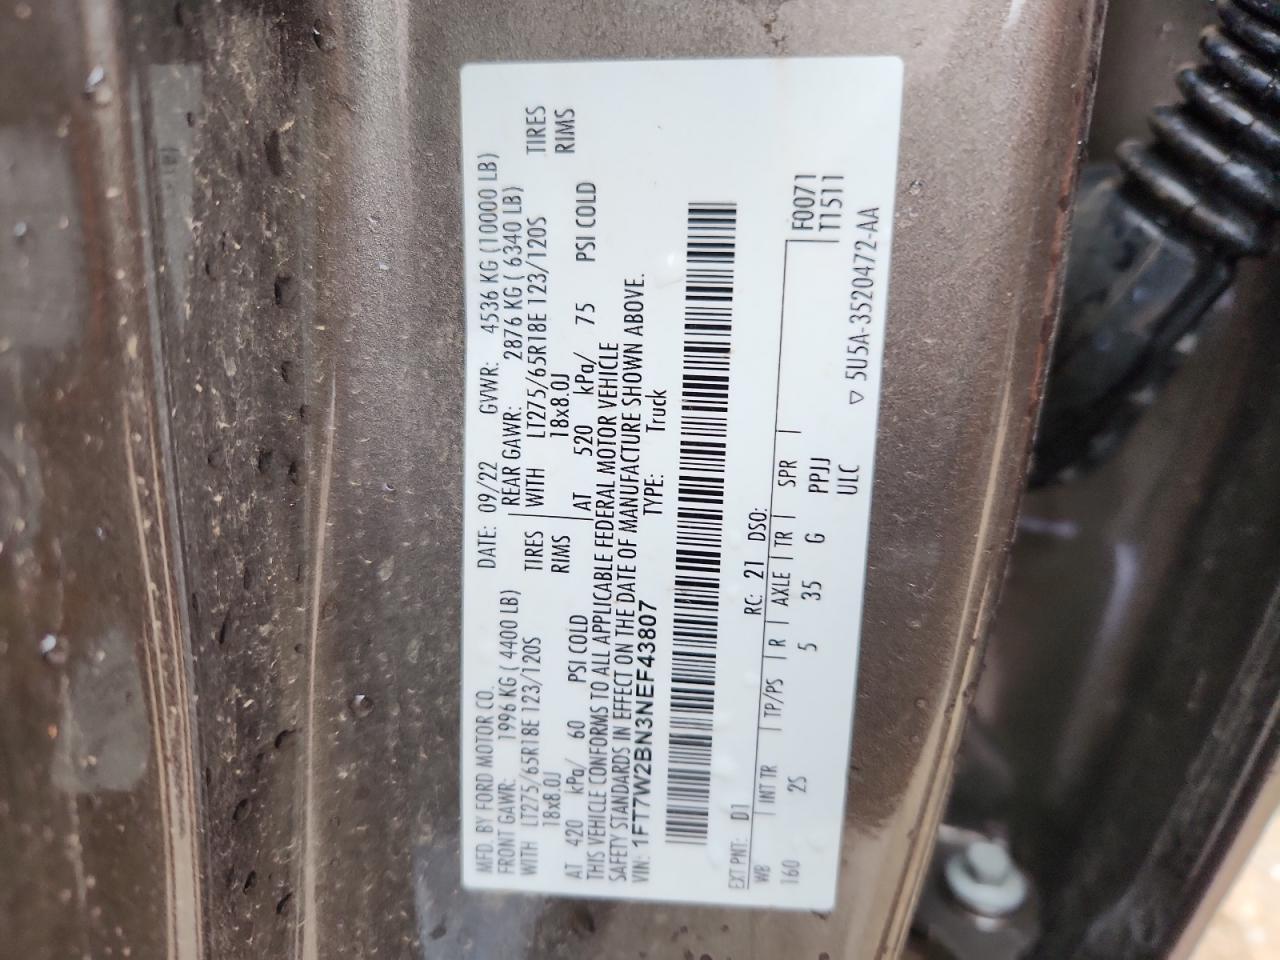 MFD. BY FORD MOTOR CO. DATE: 09/22 GVWR: 4536 KG (10000 LB)
FRONT GAWR: 1996 KG ( 4400 LB) REAR GAWR: 2876 KG ( 6340 LB)
WITH LT275/65R18E 123/120S TIRES WITH LT275/65R18E 123/120S TIRES
18x8.0J RIMS 18x8.0J RIMS
AT 420 kPa/ 60 PSI COLD AT 520 kPa/ 75 PSI COLD
THIS VEHICLE CONFORMS TO ALL APPLICABLE FEDERAL MOTOR VEHICLE
SAFETY STANDARDS IN EFFECT ON THE DATE OF MANUFACTURE SHOWN ABOVE.
VIN: 1FT7W2BN3NEF43807 TYPE: Truck
EXT PNT: D1 RC: 21 DSO:
WB INT TR TP/PS R AXLE TR SPR F0071
160 2S 5 35 G PPJJ T1511
ULC
5U5A-3520472-AA